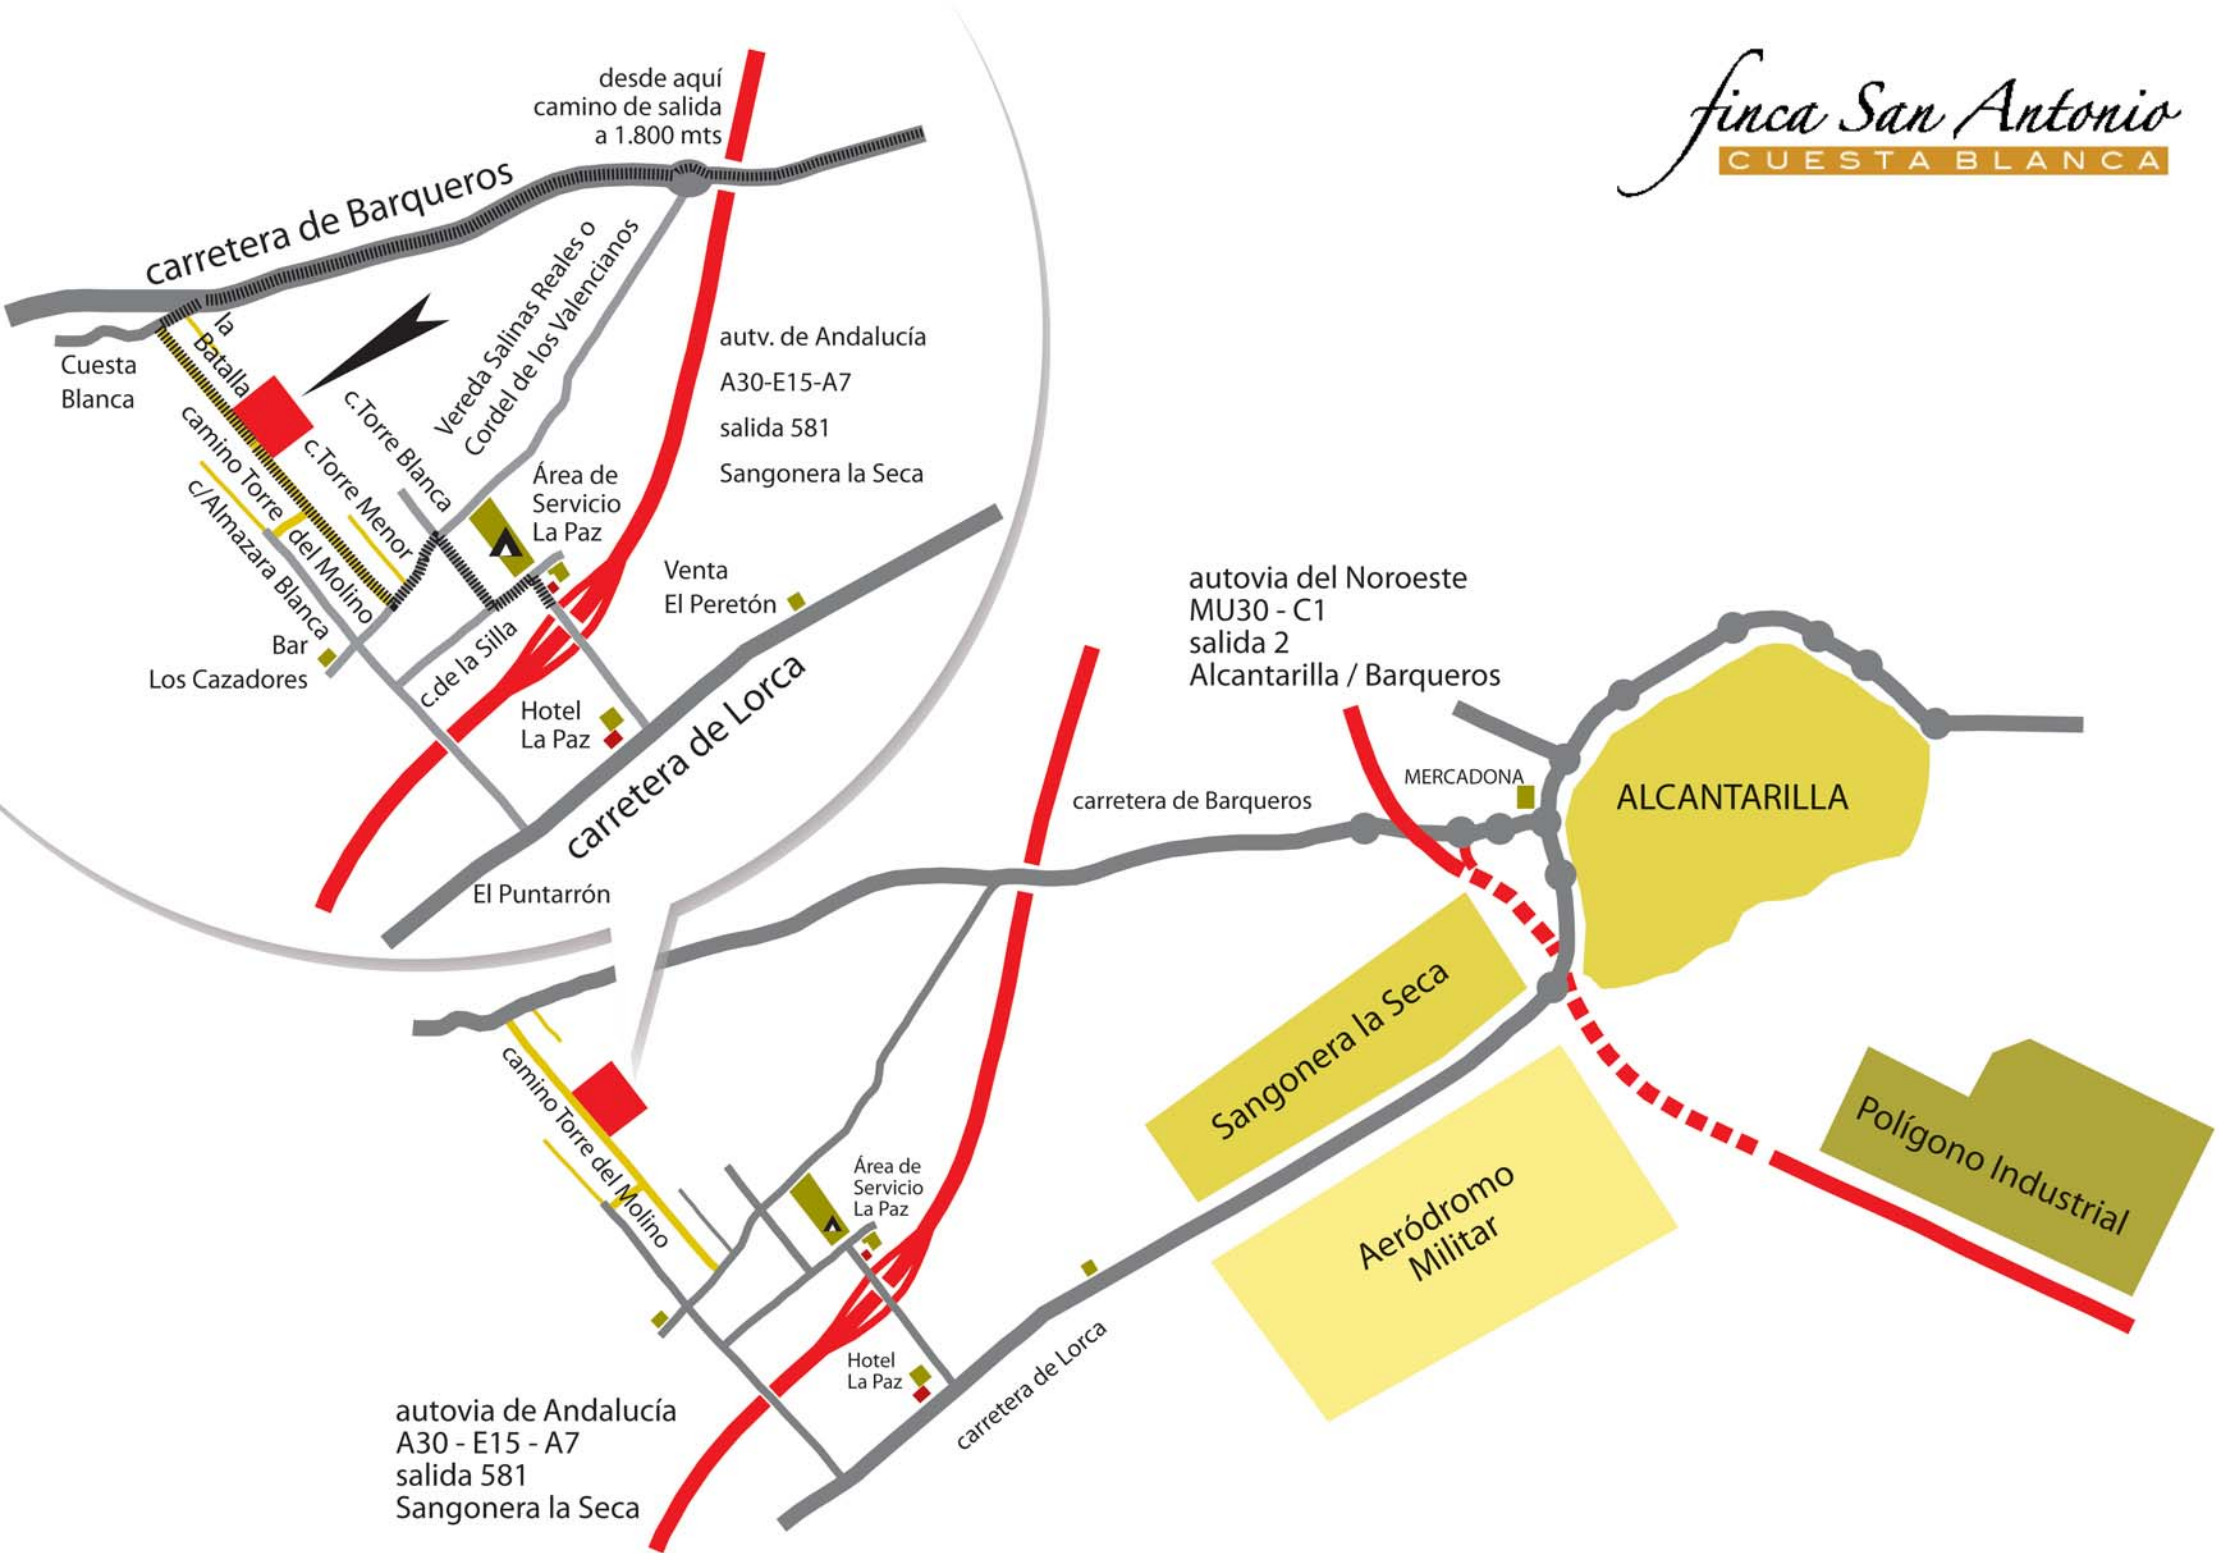 finca San Antonio
CUESTA BLANCA
desde aquí
camino de salida
a 1.800 mts
carretera de Barqueros
Vereda Salinas Reales o
Cordel de los Valencianos
la
Batalla
Cuesta
Blanca
autv. de Andalucía
A30-E15-A7
salida 581
Sangonera la Seca
c.Torre Blanca
c.Torre Menor
camino Torre del Molino
c/Almazara Blanca
Área de
Servicio
La Paz
Venta
El Peretón
Bar
Los Cazadores
c.de la Silla
Hotel
La Paz
carretera de Lorca
El Puntarrón
autovia del Noroeste
MU30 - C1
salida 2
Alcantarilla / Barqueros
MERCADONA
carretera de Barqueros
ALCANTARILLA
Sangonera la Seca
Aeródromo
Militar
Polígono Industrial
camino Torre del Molino
Área de
Servicio
La Paz
Hotel
La Paz
carretera de Lorca
autovia de Andalucía
A30 - E15 - A7
salida 581
Sangonera la Seca